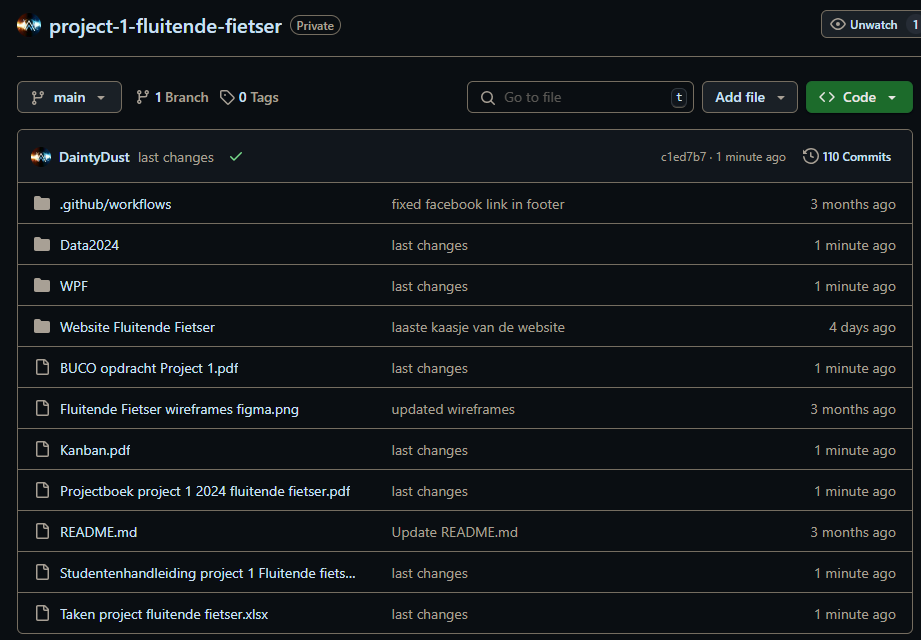 project-1-fluitende-fietser Private Unwatch 1
main 1 Branch 0 Tags Go to file t Add file Code
DaintyDust last changes c1ed7b7 · 1 minute ago 110 Commits
.github/workflows fixed facebook link in footer 3 months ago
Data2024 last changes 1 minute ago
WPF last changes 1 minute ago
Website Fluitende Fietser laaste kaasje van de website 4 days ago
BUCO opdracht Project 1.pdf last changes 1 minute ago
Fluitende Fietser wireframes figma.png updated wireframes 3 months ago
Kanban.pdf last changes 1 minute ago
Projectboek project 1 2024 fluitende fietser.pdf last changes 1 minute ago
README.md Update README.md 3 months ago
Studentenhandleiding project 1 Fluitende fiets... last changes 1 minute ago
Taken project fluitende fietser.xlsx last changes 1 minute ago